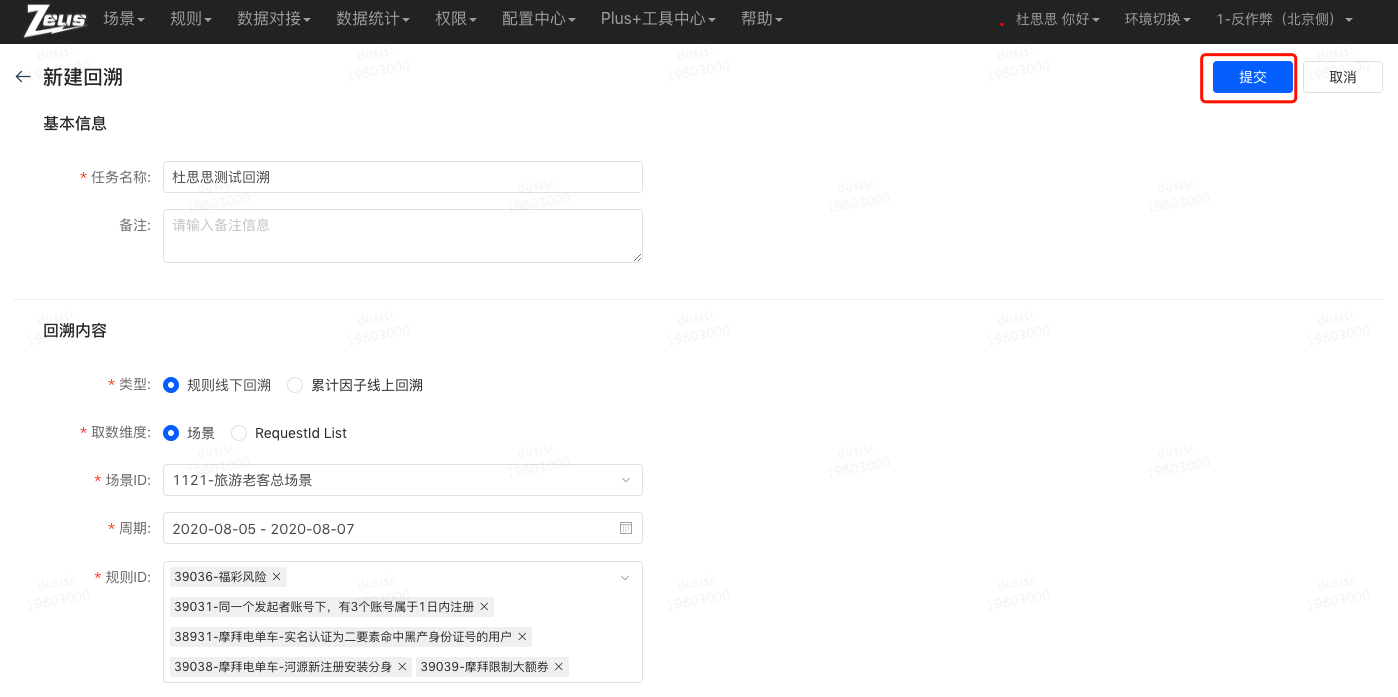 Zeus 场景 规则 数据对接 数据统计 权限 配置中心 Plus+工具中心 帮助 杜思思 你好 环境切换 1-反作弊（北京侧）
新建回溯 提交 取消
基本信息
* 任务名称: 杜思思测试回溯
备注: 请输入备注信息
回溯内容
* 类型: 规则线下回溯 累计因子线上回溯
* 取数维度: 场景 RequestId List
* 场景ID: 1121-旅游老客总场景
* 周期: 2020-08-05 - 2020-08-07
* 规则ID: 39036-福彩风险 ×
39031-同一个发起者账号下，有3个账号属于1日内注册 ×
38931-摩拜电单车-实名认证为二要素命中黑产身份证号的用户 ×
39038-摩拜电单车-河源新注册安装分身 × 39039-摩拜限制大额券 ×
dusisi
19803000